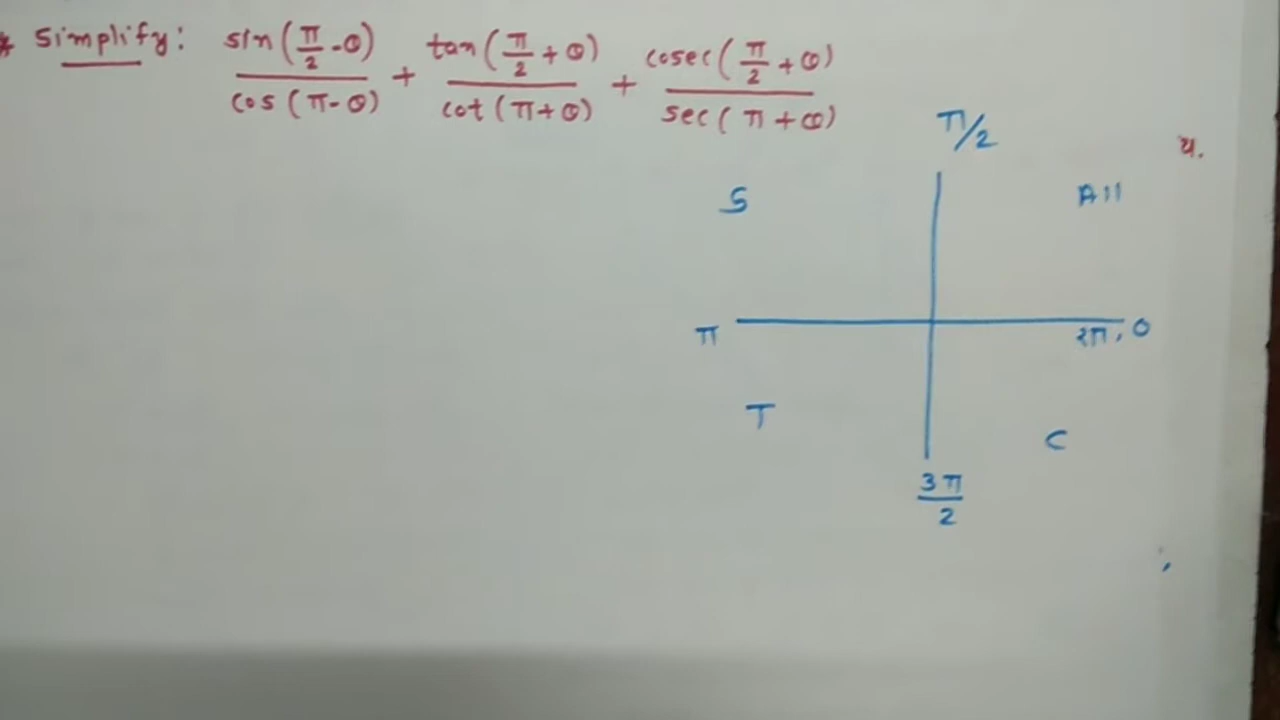 * Simplify: sin(π/2 - θ)/cos(π - θ) + tan(π/2 + θ)/cot(π + θ) + cosec(π/2 + θ)/sec(π + θ)
π/2
S All
π 2π, 0
T C
3π/2